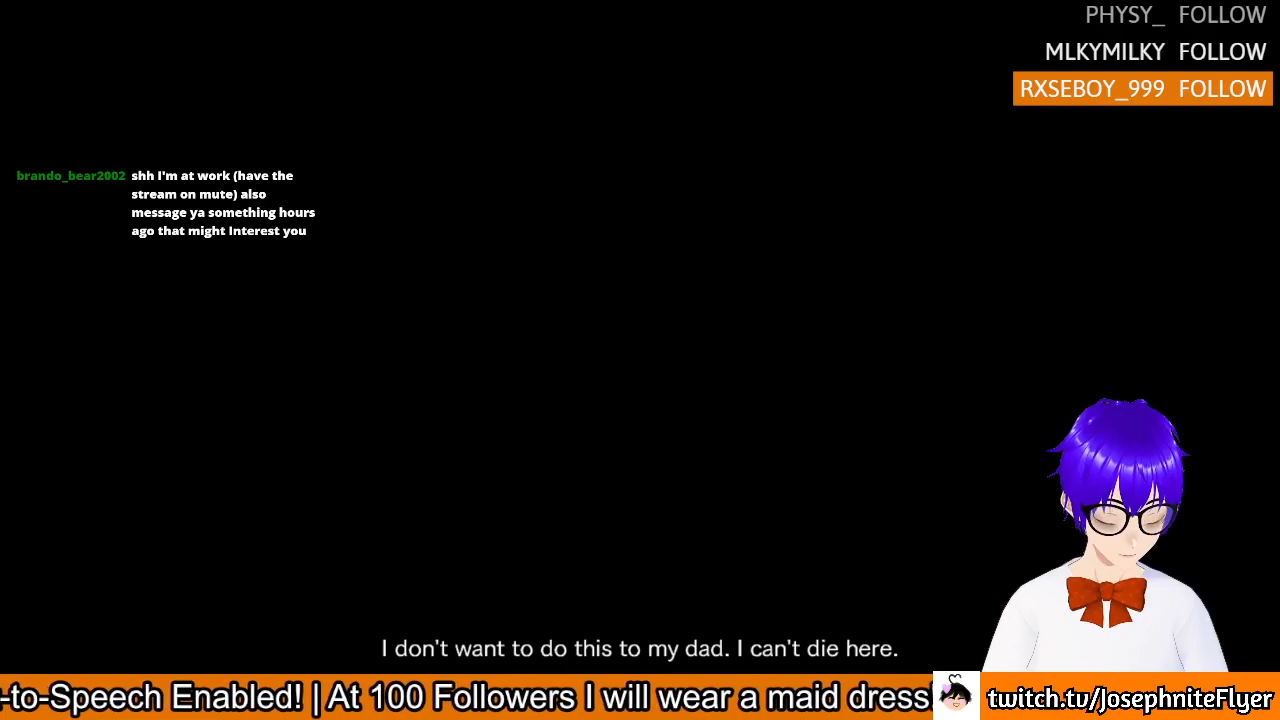 PHYSY_ FOLLOW
MLKYMILKY FOLLOW
RXSEBOY_999 FOLLOW
brando_bear2002 shh I'm at work (have the
stream on mute) also
message ya something hours
ago that might Interest you
I don't want to do this to my dad. I can't die here.
-to-Speech Enabled! | At 100 Followers I will wear a maid dress.
twitch.tv/JosephniteFlyer